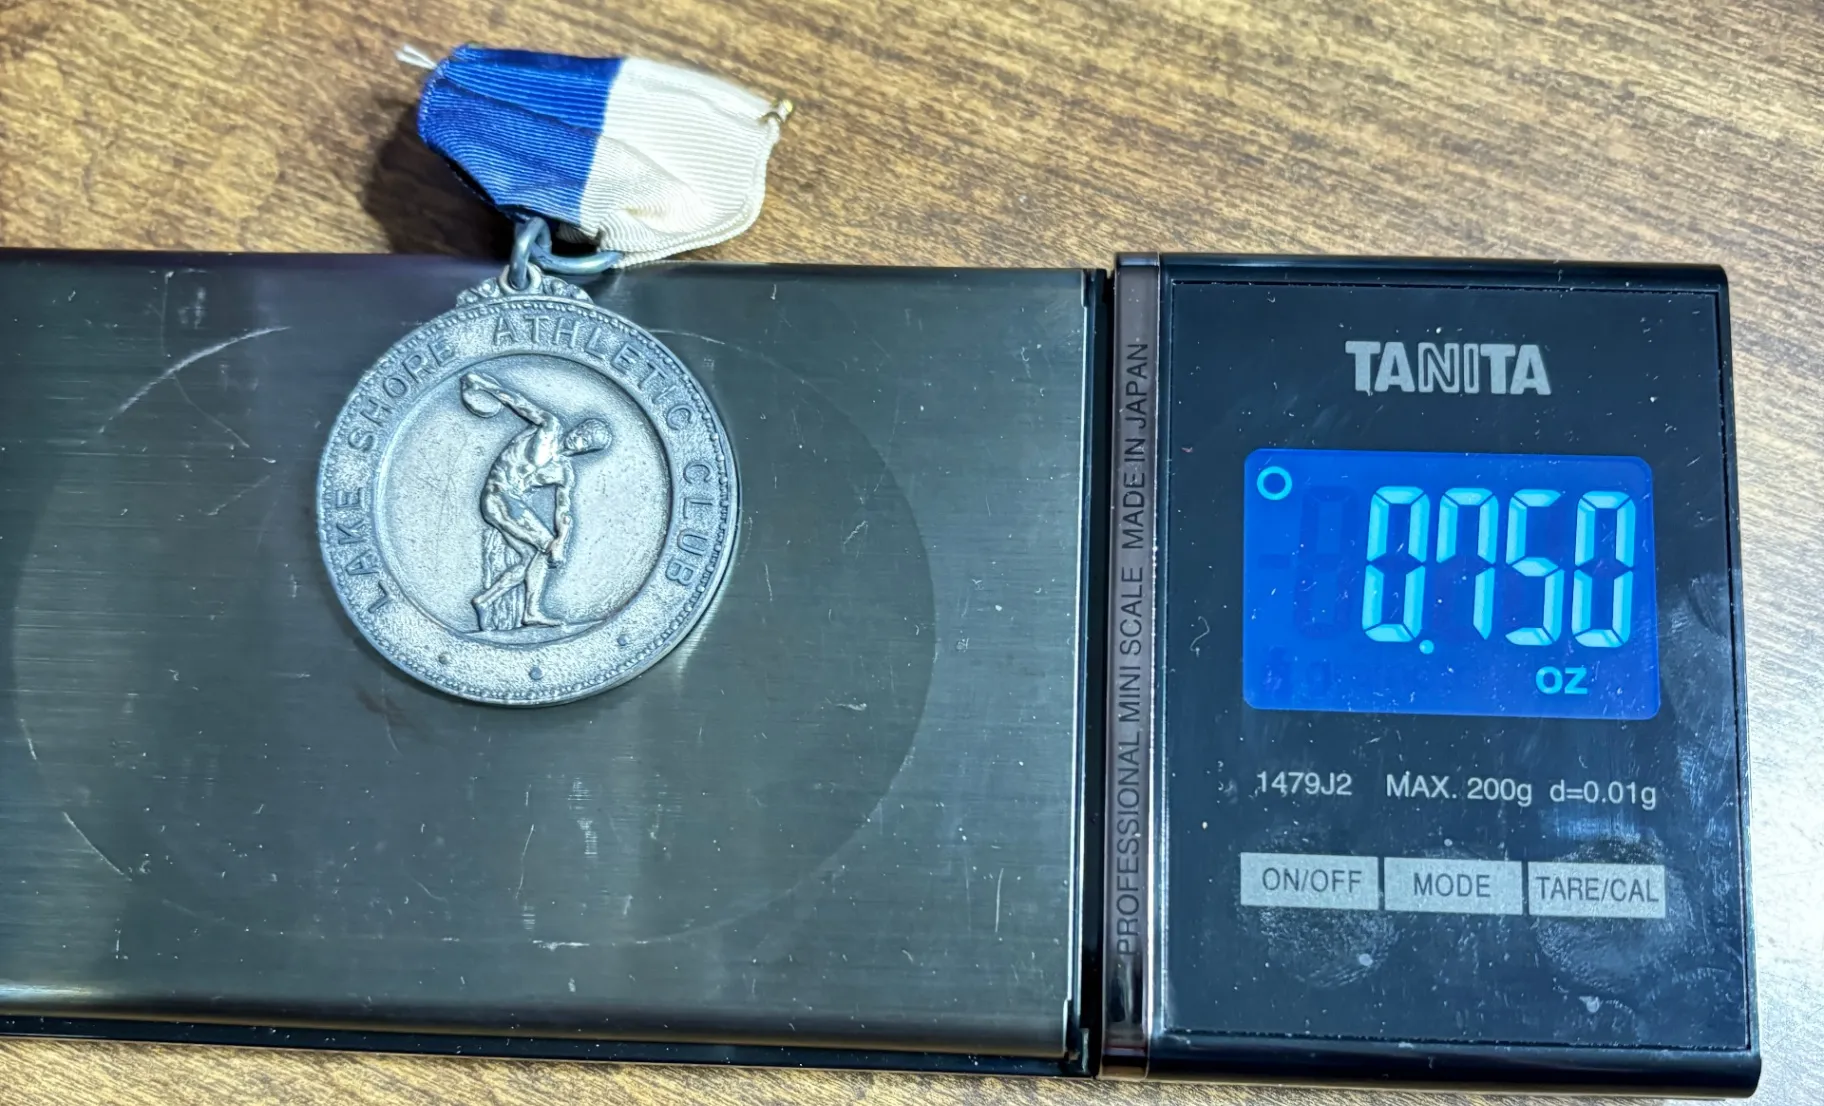 LAKE SHORE ATHLETIC CLUB
PROFESSIONAL MINI SCALE MADE IN JAPAN
TANITA
0.750
oz
1479J2 MAX. 200g d=0.01g
ON/OFF MODE TARE/CAL